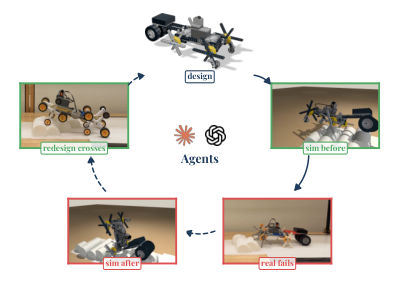 design
redesign crosses
sim before
Agents
sim after
real fails